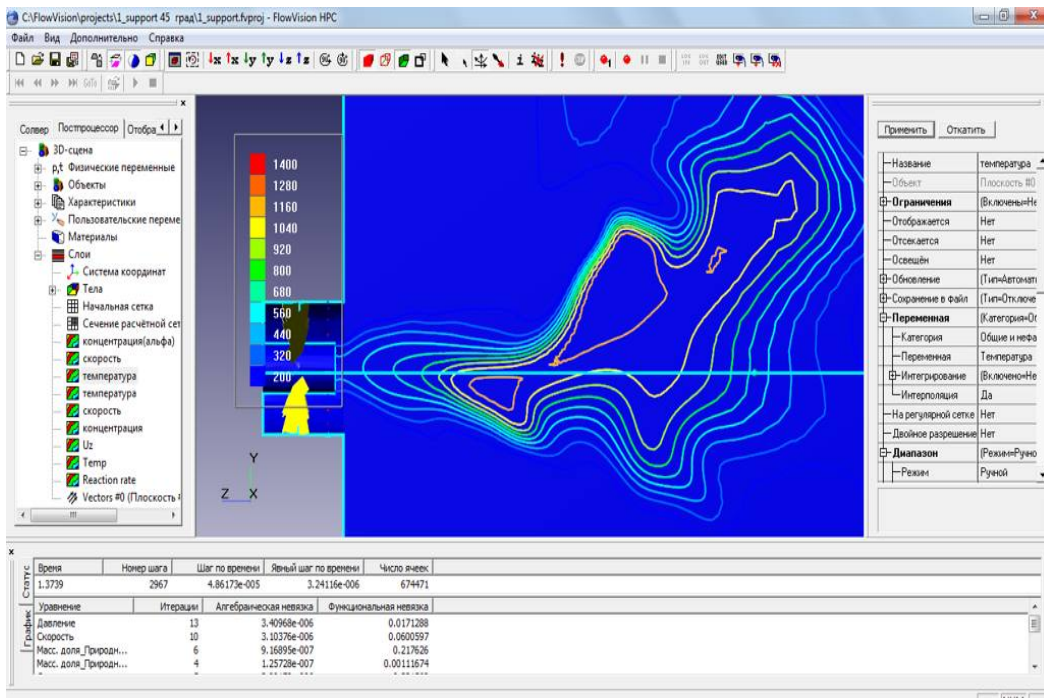 C:\FlowVision\projects\1_support 45 град\1_support.fvproj - FlowVision HPC
Файл Вид Дополнительно Справка
Солвер Постпроцессор Отобра
3D-сцена
p,t Физические переменные
Объекты
Характеристики
Пользовательские переме
Материалы
Слои
Система координат
Тела
Начальная сетка
Сечение расчётной сет
концентрация(альфа)
скорость
температура
температура
скорость
концентрация
Uz
Temp
Reaction rate
Vectors #0 (Плоскость
1400
1280
1160
1040
920
800
680
560
440
320
200
Y
Z X
Применить Откатить
Название температура
Объект Плоскость #0
Ограничения (Включены=Не
Отображается Нет
Отсекается Нет
Освещён Нет
Обновление (Тип=Автомати
Сохранение в файл (Тип=Отключе
Переменная (Категория=Об
Категория Общие и нефа
Переменная Температура
Интегрирование (Включено=Не
Интерполяция Да
На регулярной сетке Нет
Двойное разрешение Нет
Диапазон (Режим=Ручно
Режим Ручной
Статус
График
Время Номер шага Шаг по времени Явный шаг по времени Число ячеек
1.3739 2967 4.86173e-005 3.24116e-006 674471
Уравнение Итерации Алгебраическая невязка Функциональная невязка
Давление 13 3.40968e-006 0.0171288
Скорость 10 3.10376e-006 0.0600597
Масс. доля_Природн... 6 9.16895e-007 0.217626
Масс. доля_Природн... 4 1.25728e-007 0.00111674